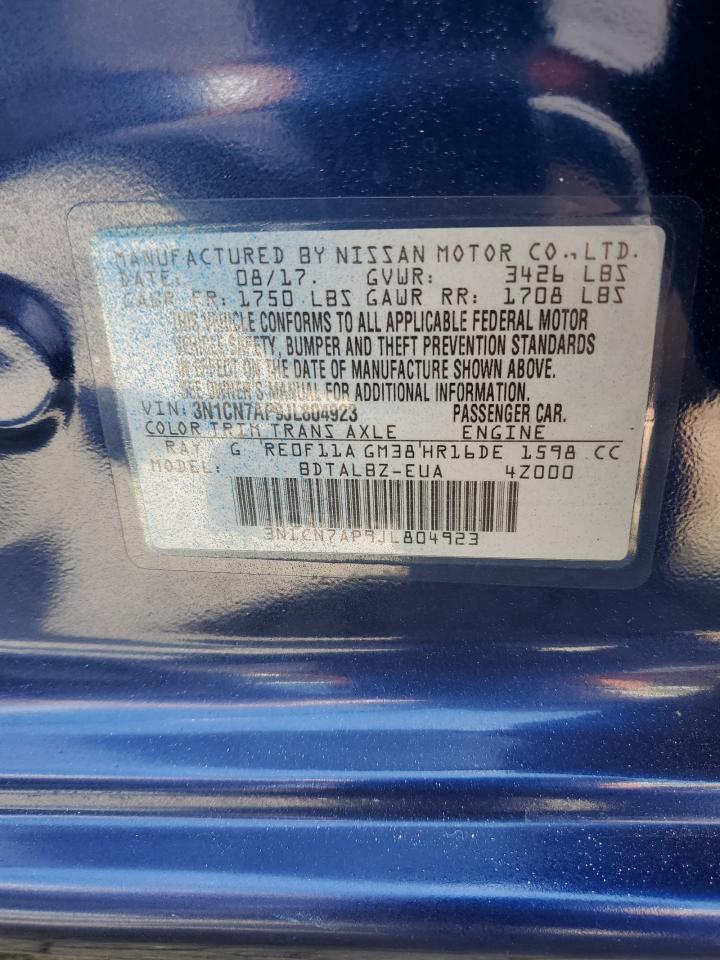 MANUFACTURED BY NISSAN MOTOR CO., LTD.
DATE: 08/17. GVWR: 3426 LBS
GAWR FR: 1750 LBS GAWR RR: 1708 LBS
THIS VEHICLE CONFORMS TO ALL APPLICABLE FEDERAL MOTOR
VEHICLE SAFETY, BUMPER AND THEFT PREVENTION STANDARDS
IN EFFECT ON THE DATE OF MANUFACTURE SHOWN ABOVE.
SEE OWNER'S MANUAL FOR ADDITIONAL INFORMATION.
VIN: 3N1CN7AP9JL804923 PASSENGER CAR.
COLOR TRIM TRANS AXLE ENGINE
RAY G RE0F11A GM38 HR16DE 1598 CC
MODEL: BDTALBZ-EUA 4Z000
3N1CN7AP9JL804923